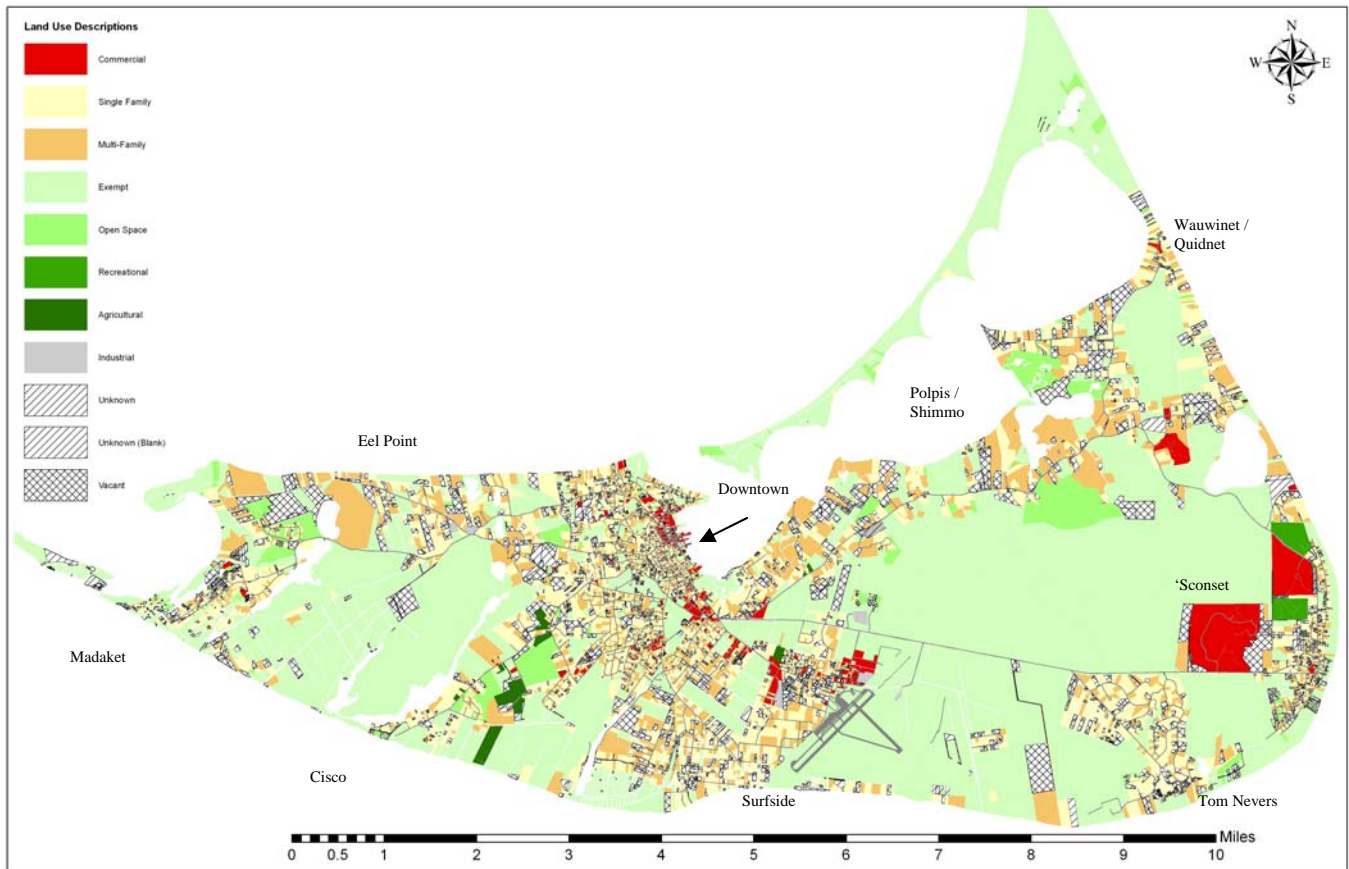 Land Use Descriptions
Commercial
Single Family
Multi-Family
Exempt
Open Space
Recreational
Agricultural
Industrial
Unknown
Unknown (Blank)
Vacant
N
W E
S
Wauwinet /
Quidnet
Polpis /
Shimmo
Eel Point
Downtown
'Sconset
Madaket
Cisco
Surfside
Tom Nevers
Miles
0 0.5 1 2 3 4 5 6 7 8 9 10